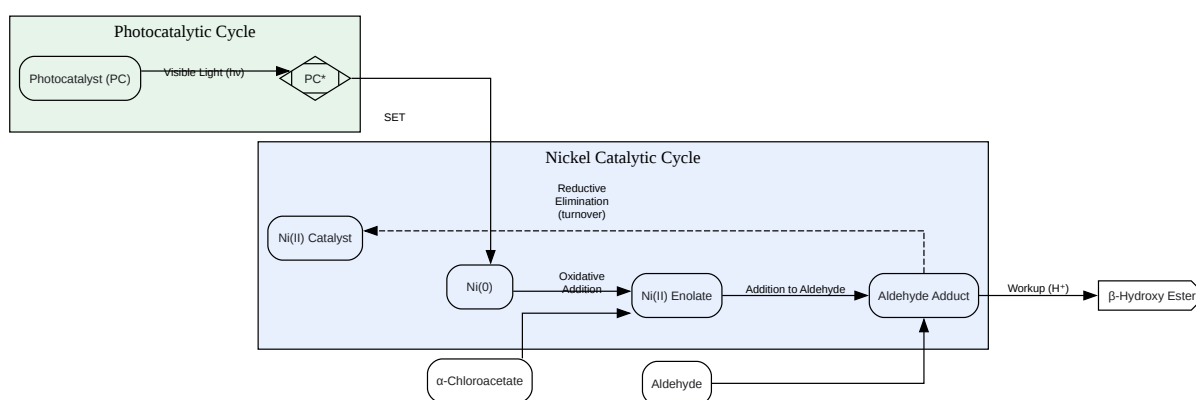 Photocatalytic Cycle
Photocatalyst (PC)
Visible Light (hν)
PC*
SET
Nickel Catalytic Cycle
Reductive
Elimination
(turnover)
Ni(II) Catalyst
Ni(0)
Oxidative
Addition
Ni(II) Enolate
Addition to Aldehyde
Aldehyde Adduct
Workup (H⁺)
β-Hydroxy Ester
α-Chloroacetate
Aldehyde